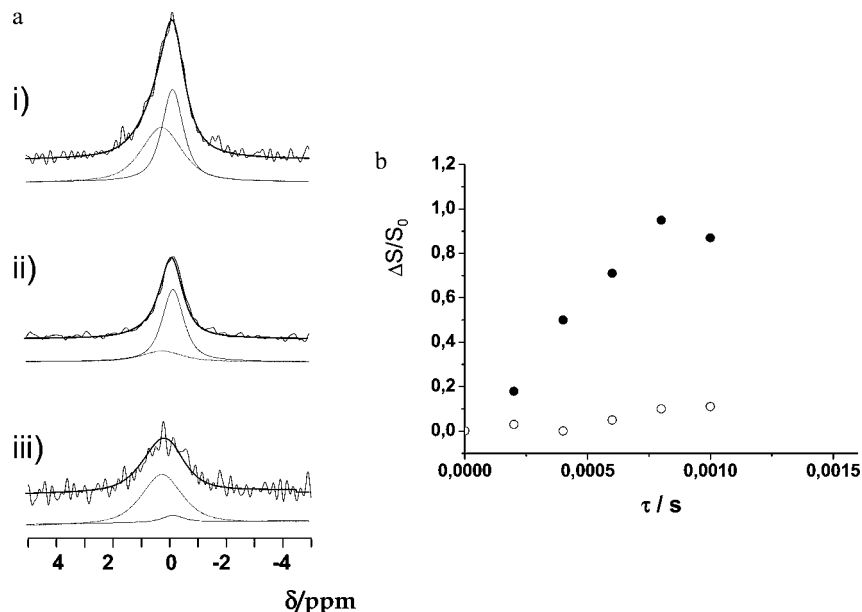 a
i)
ii)
iii)
4 2 0 -2 -4
δ/ppm
b
ΔS/S0
1,2
1,0
0,8
0,6
0,4
0,2
0,0
0,0000 0,0005 0,0010 0,0015
τ / s